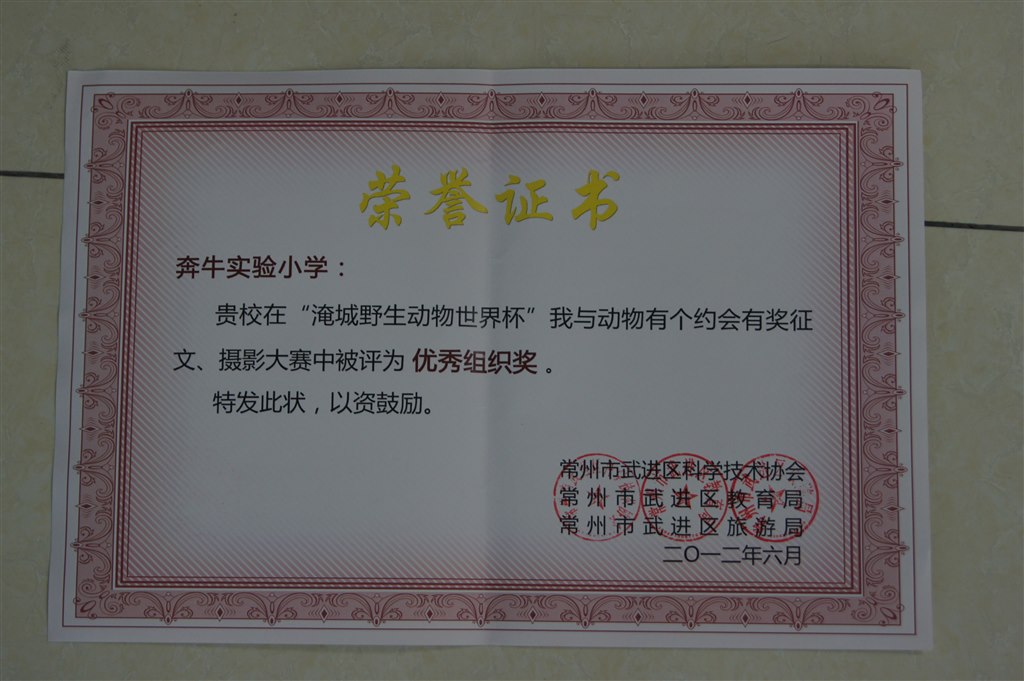 荣誉证书
奔牛实验小学：
贵校在“淹城野生动物世界杯”我与动物有个约会有奖征
文、摄影大赛中被评为 优秀组织奖 。
特发此状，以资鼓励。
常州市武进区科学技术协会
常州市武进区教育局
常州市武进区旅游局
二〇一二年六月